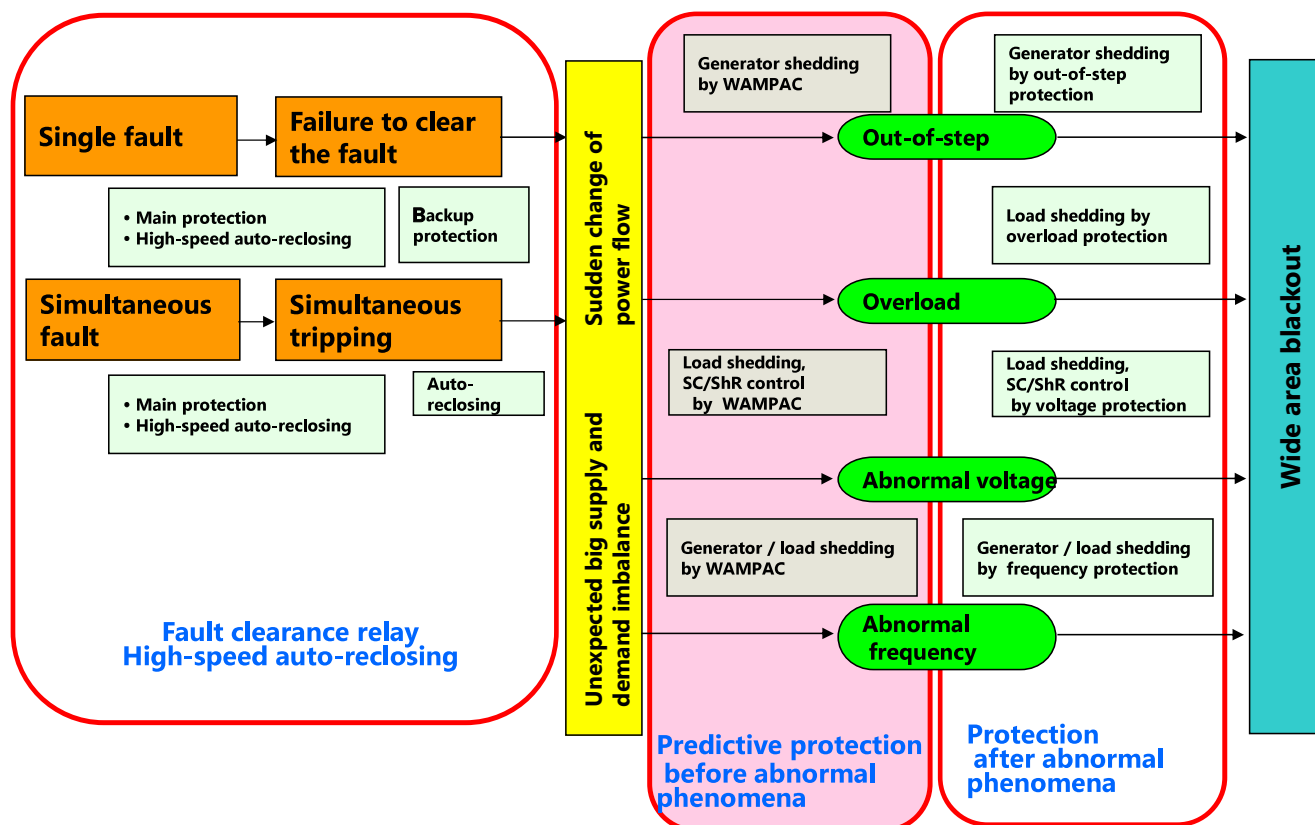 Single fault
Failure to clear
the fault
• Main protection
• High-speed auto-reclosing
Backup
protection
Simultaneous
fault
Simultaneous
tripping
• Main protection
• High-speed auto-reclosing
Auto-
reclosing
Fault clearance relay
High-speed auto-reclosing
Sudden change of
power flow
Unexpected big supply and
demand imbalance
Generator shedding
by WAMPAC
Out-of-step
Overload
Load shedding,
SC/ShR control
by WAMPAC
Abnormal voltage
Generator / load shedding
by WAMPAC
Abnormal
frequency
Predictive protection
before abnormal
phenomena
Generator shedding
by out-of-step
protection
Load shedding by
overload protection
Load shedding,
SC/ShR control
by voltage protection
Generator / load shedding
by frequency protection
Protection
after abnormal
phenomena
Wide area blackout